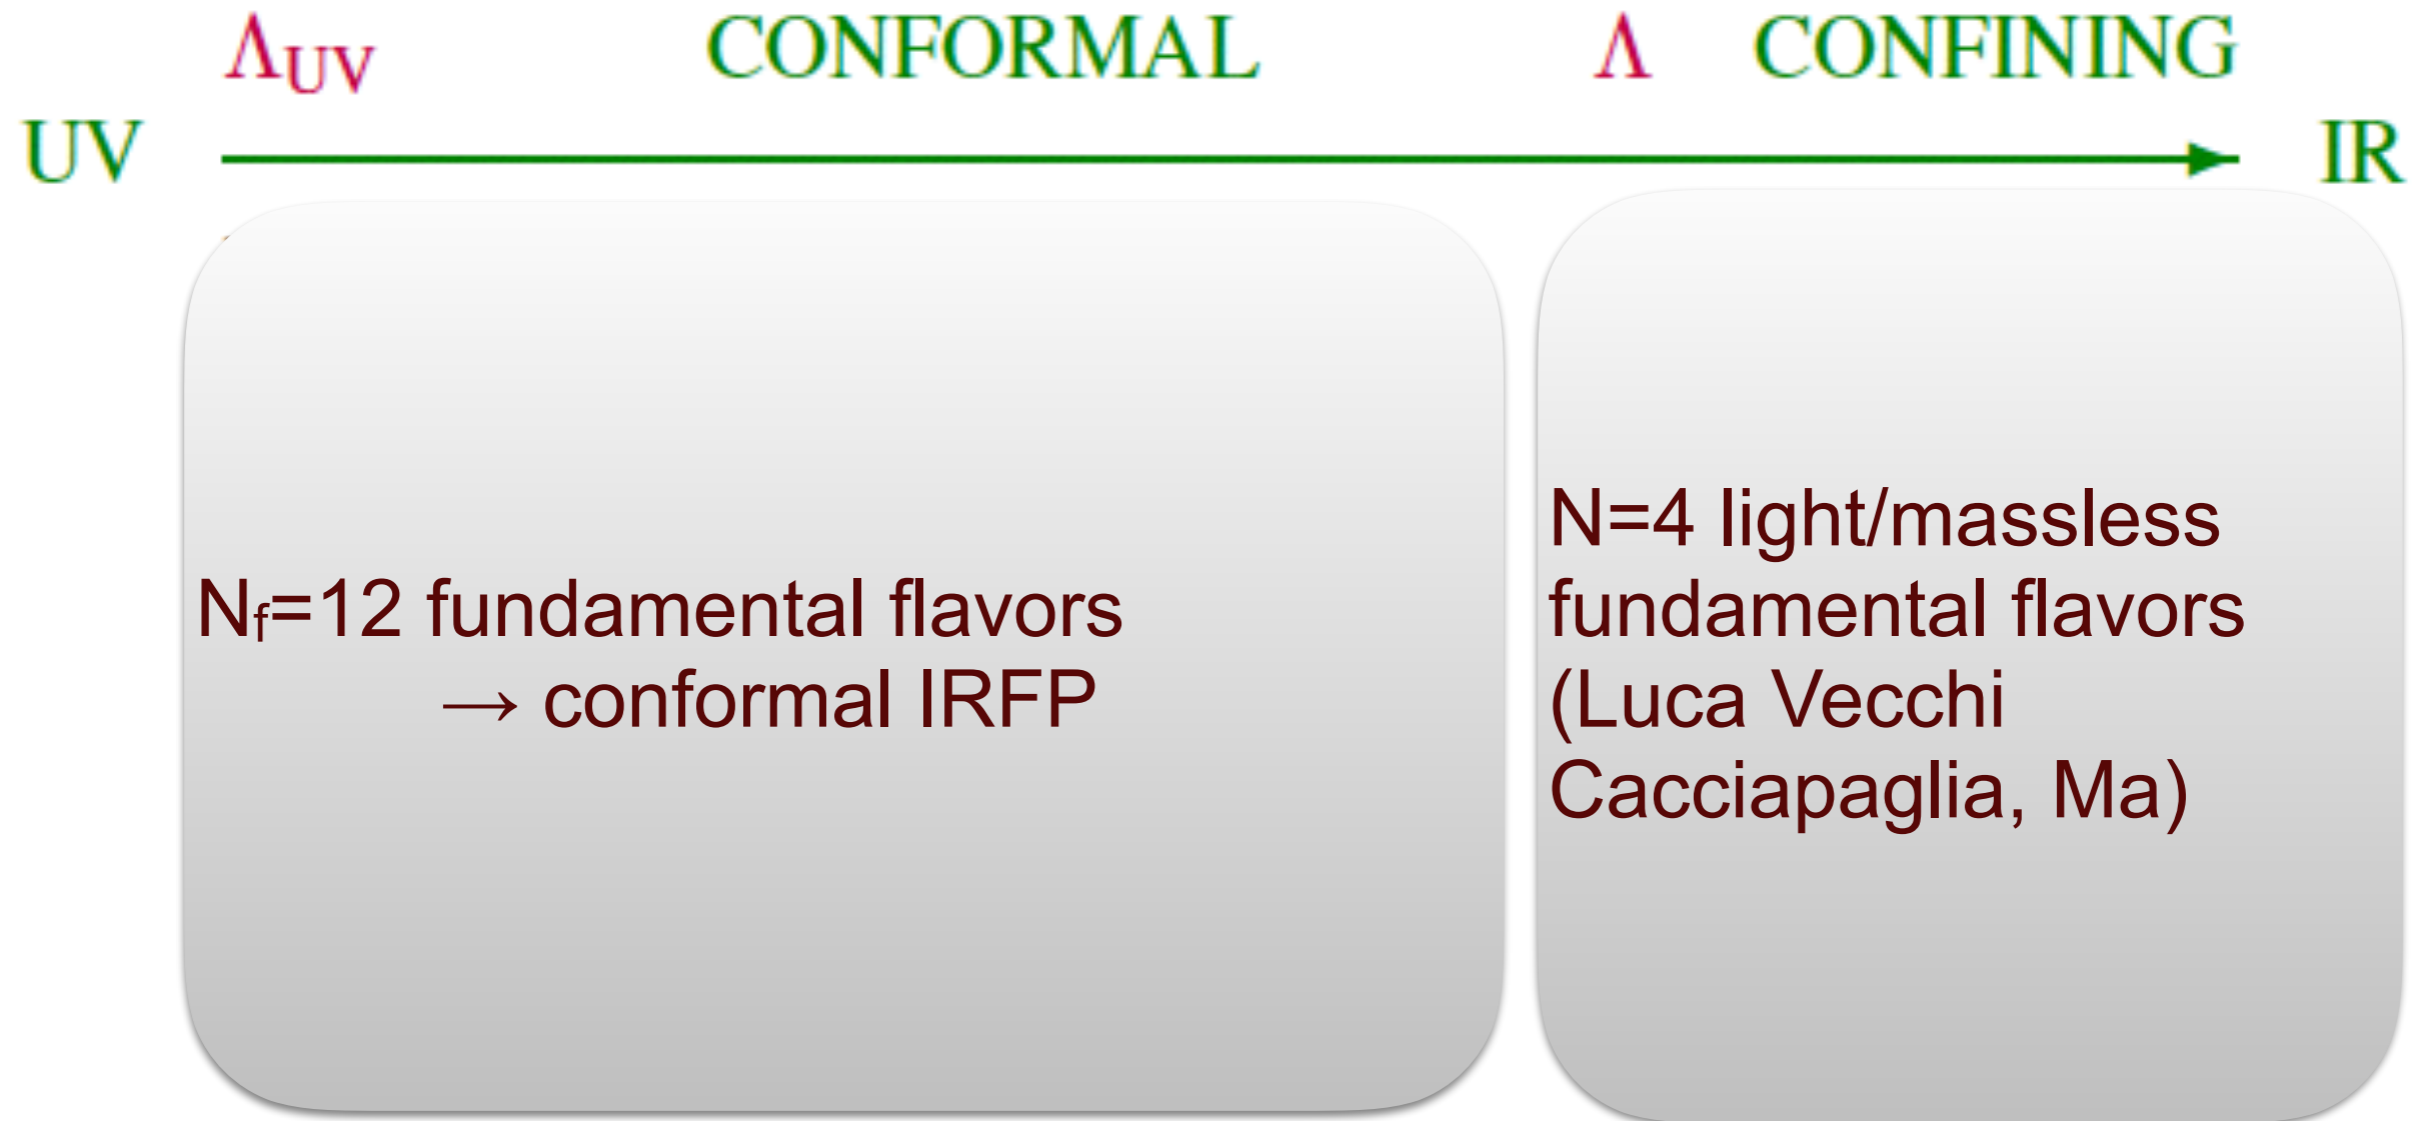 Λ_UV CONFORMAL Λ CONFINING
UV IR
N_f=12 fundamental flavors
→ conformal IRFP
N=4 light/massless
fundamental flavors
(Luca Vecchi
Cacciapaglia, Ma)